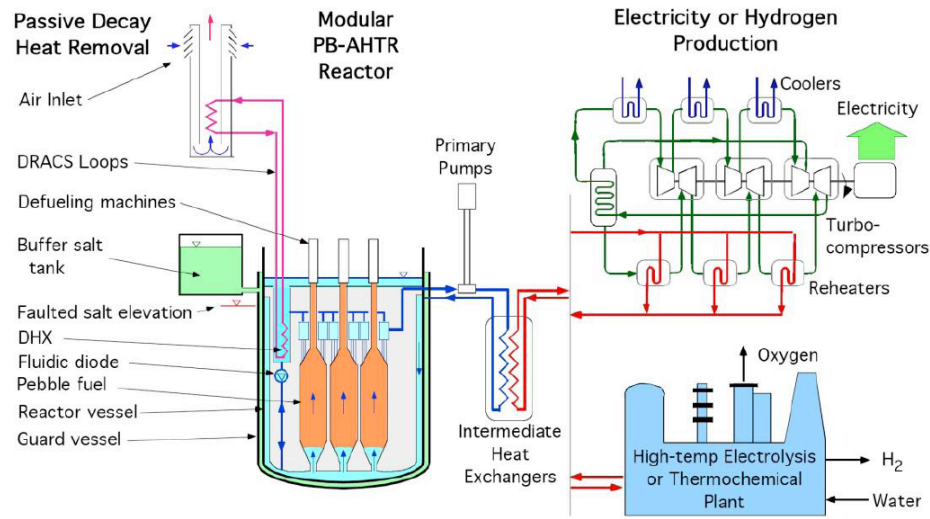 Passive Decay
Heat Removal
Air Inlet
DRACS Loops
Defueling machines
Buffer salt
tank
Faulted salt elevation
DHX
Fluidic diode
Pebble fuel
Reactor vessel
Guard vessel
Modular
PB-AHTR
Reactor
Primary
Pumps
Intermediate
Heat
Exchangers
Electricity or Hydrogen
Production
Coolers
Electricity
Turbo-
compressors
Reheaters
Oxygen
High-temp Electrolysis
or Thermochemical
Plant
H2
Water